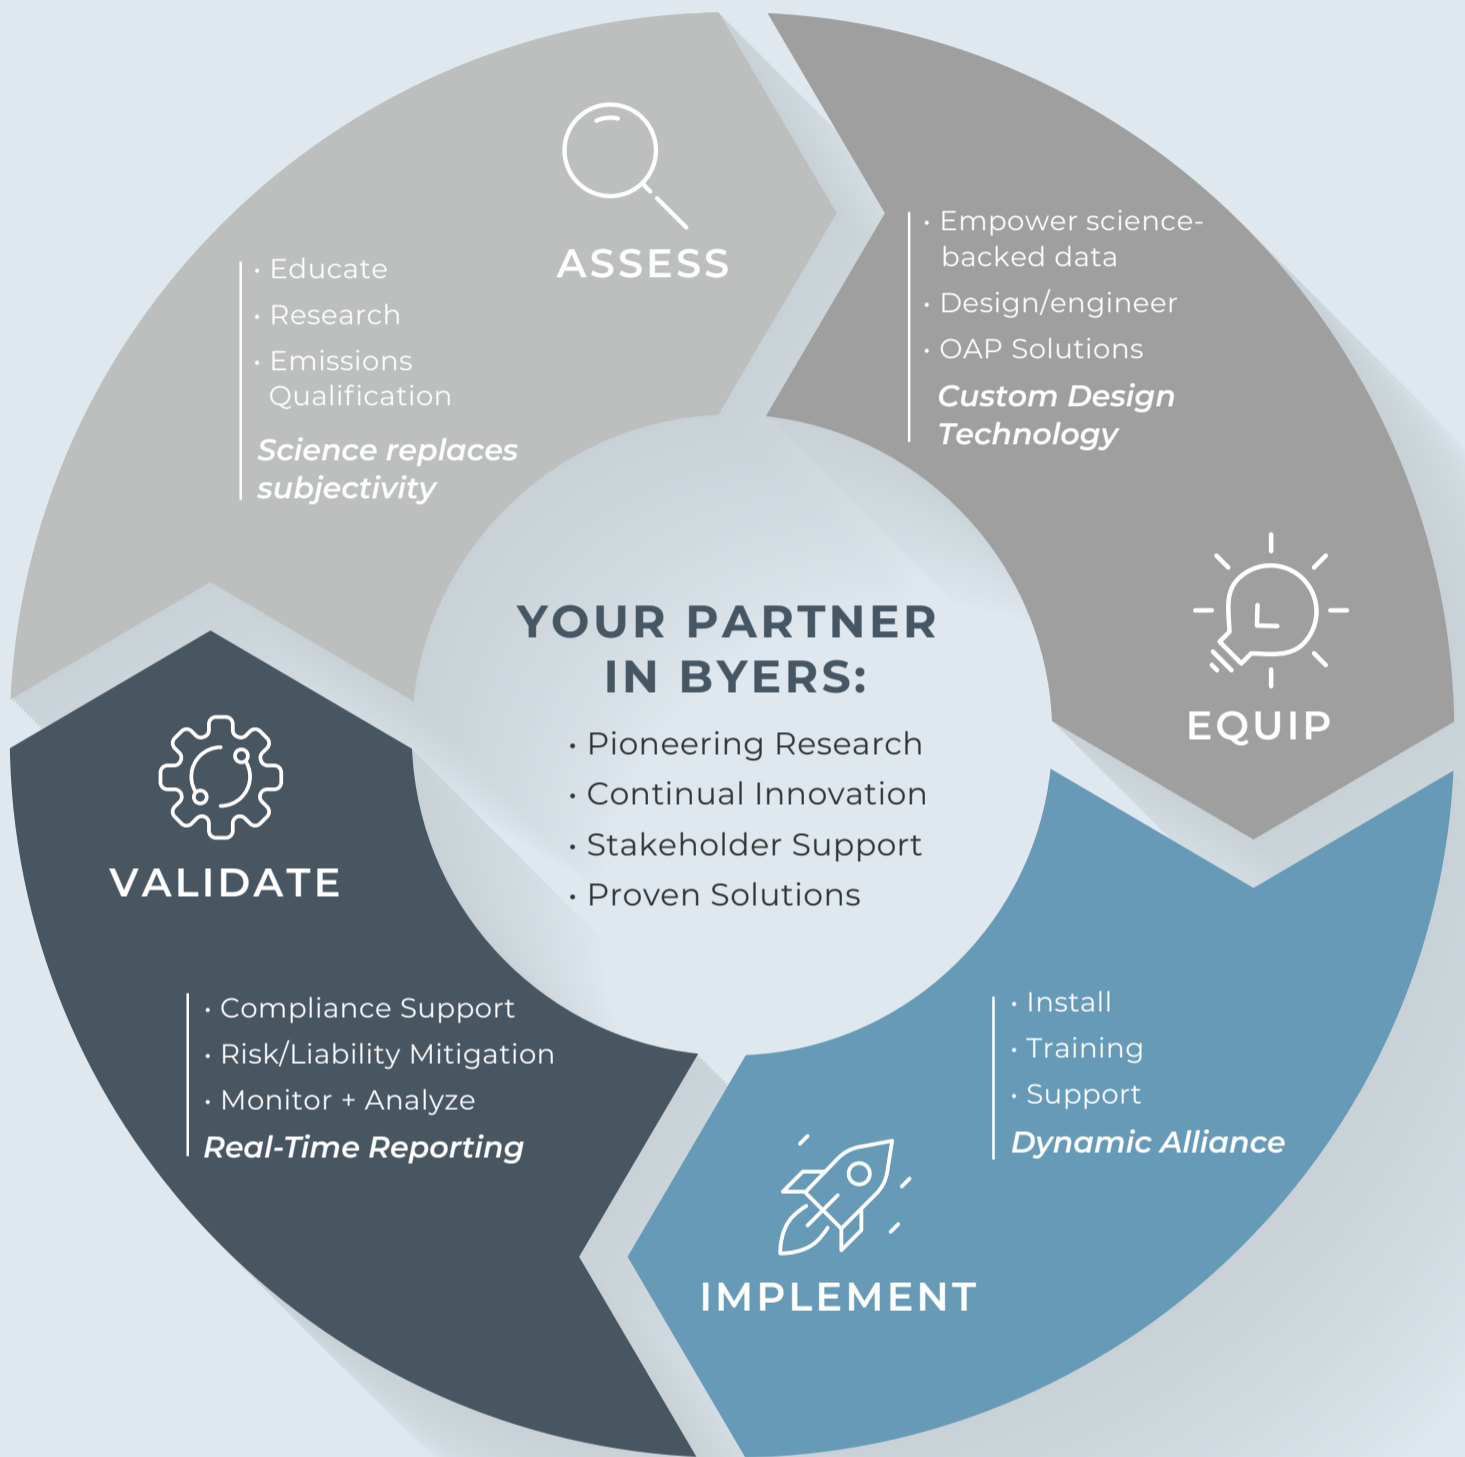 ASSESS
· Educate
· Research
· Emissions
Qualification
Science replaces
subjectivity
· Empower science-
backed data
· Design/engineer
· OAP Solutions
Custom Design
Technology
EQUIP
YOUR PARTNER
IN BYERS:
· Pioneering Research
· Continual Innovation
· Stakeholder Support
· Proven Solutions
· Install
· Training
· Support
Dynamic Alliance
IMPLEMENT
VALIDATE
· Compliance Support
· Risk/Liability Mitigation
· Monitor + Analyze
Real-Time Reporting